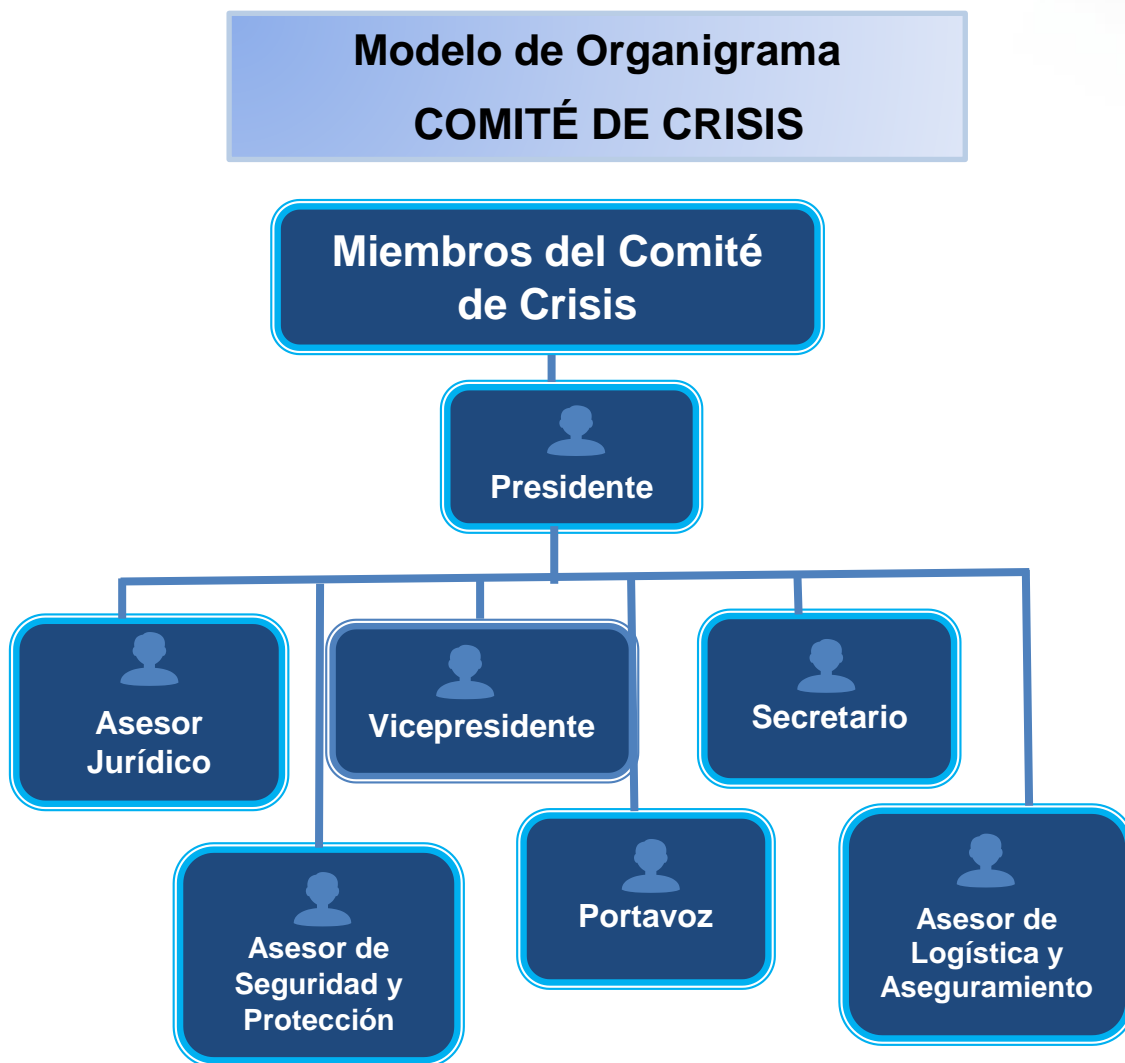 Modelo de Organigrama
COMITÉ DE CRISIS
Miembros del Comité
de Crisis
Presidente
Asesor
Jurídico
Vicepresidente
Secretario
Asesor de
Seguridad y
Protección
Portavoz
Asesor de
Logística y
Aseguramiento